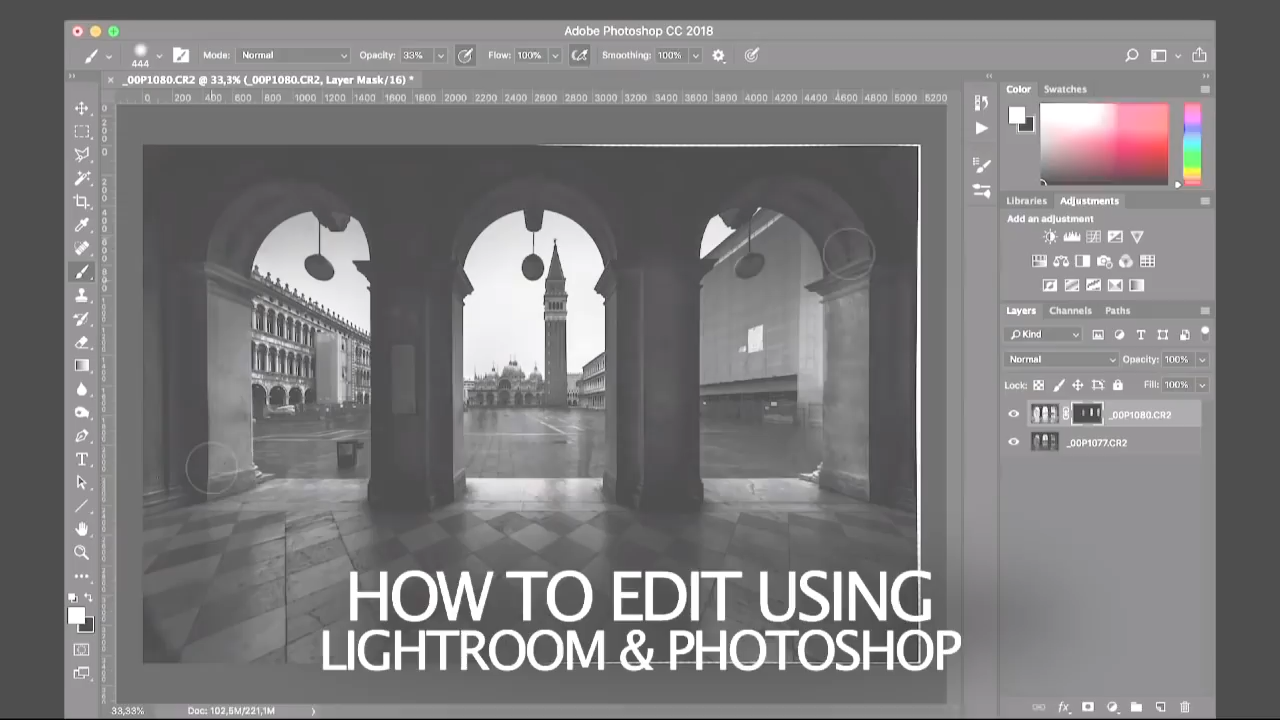 Adobe Photoshop CC 2018
444
Mode: Normal
Opacity: 33%
Flow: 100%
Smoothing: 100%
_00P1080.CR2 @ 33,3% (_00P1080.CR2, Layer Mask/16) *
0 200 400 600 800 1000 1200 1400 1600 1800 2000 2200 2400 2600 2800 3000 3200 3400 3600 3800 4000 4200 4400 4600 4800 5000 5200
Color Swatches
Libraries Adjustments
Add an adjustment
Layers Channels Paths
Kind
Normal Opacity: 100%
Lock: Fill: 100%
_00P1080.CR2
_00P1077.CR2
HOW TO EDIT USING
LIGHTROOM & PHOTOSHOP
33,33% Doc: 102,5M/221,1M